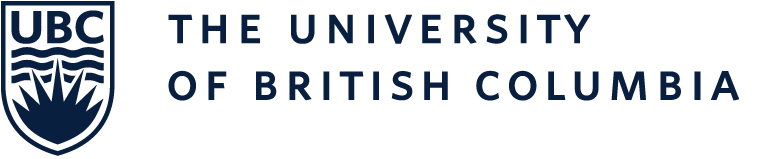 UBC
THE UNIVERSITY
OF BRITISH COLUMBIA